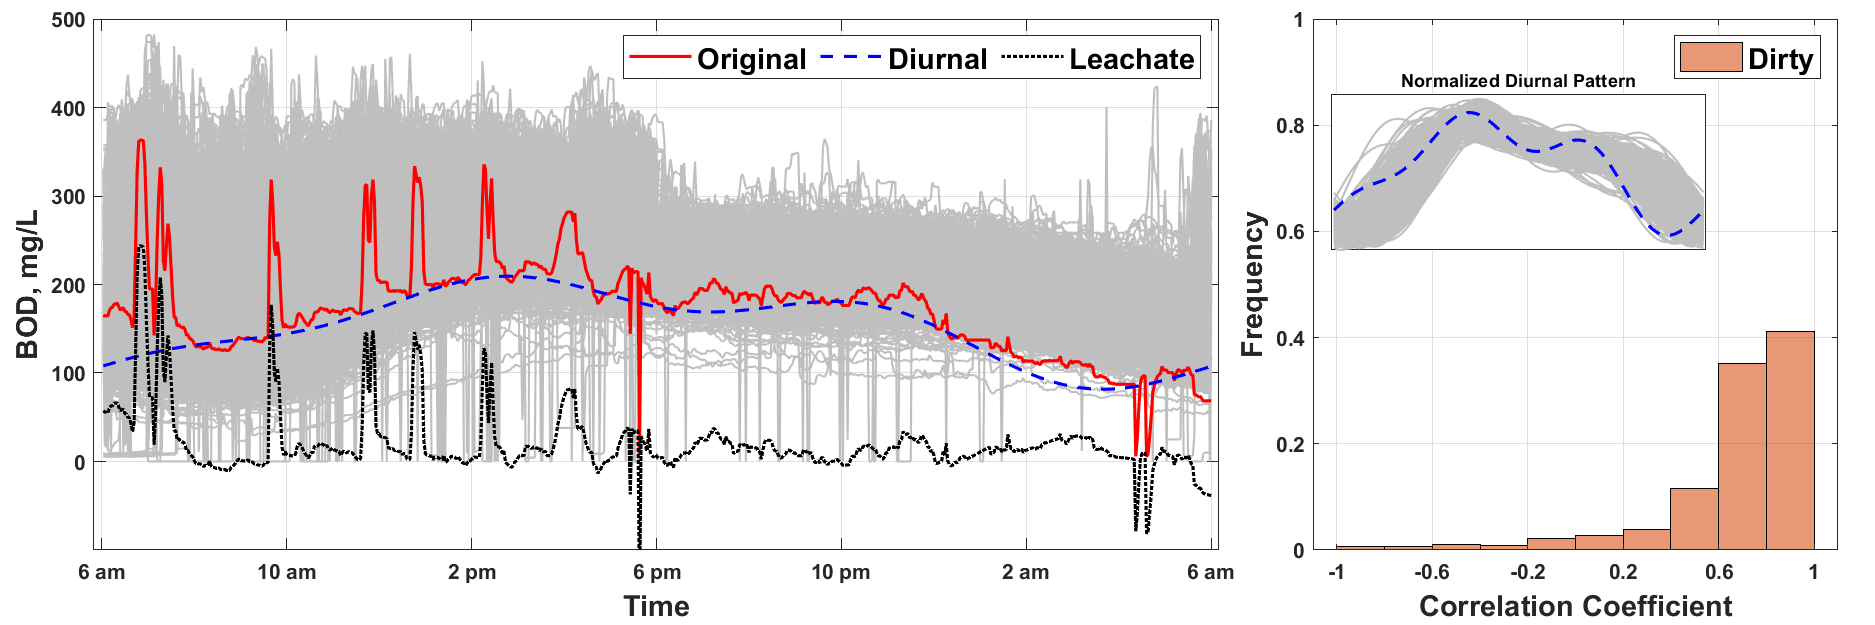 500
400
300
200
100
0
BOD, mg/L
Original Diurnal Leachate
6 am 10 am 2 pm 6 pm 10 pm 2 am 6 am
Time
1
0.8
0.6
0.4
0.2
0
Frequency
Dirty
Normalized Diurnal Pattern
-1 -0.6 -0.2 0.2 0.6 1
Correlation Coefficient